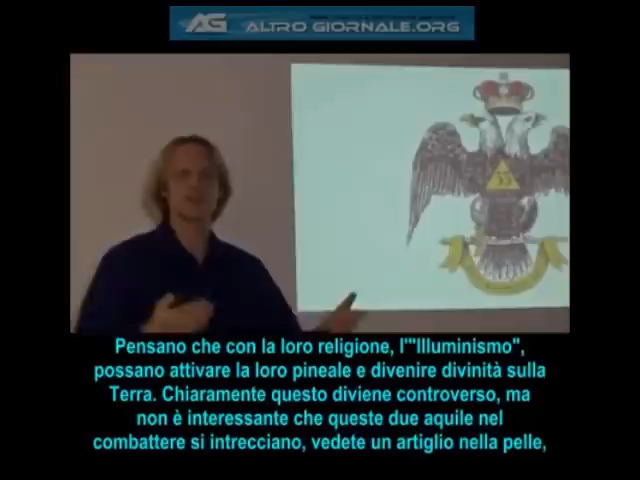 AG ALTRO GIORNALE.ORG
33
Pensano che con la loro religione, l'"Illuminismo",
possano attivare la loro pineale e divenire divinità sulla
Terra. Chiaramente questo diviene controverso, ma
non è interessante che queste due aquile nel
combattere si intrecciano, vedete un artiglio nella pelle,